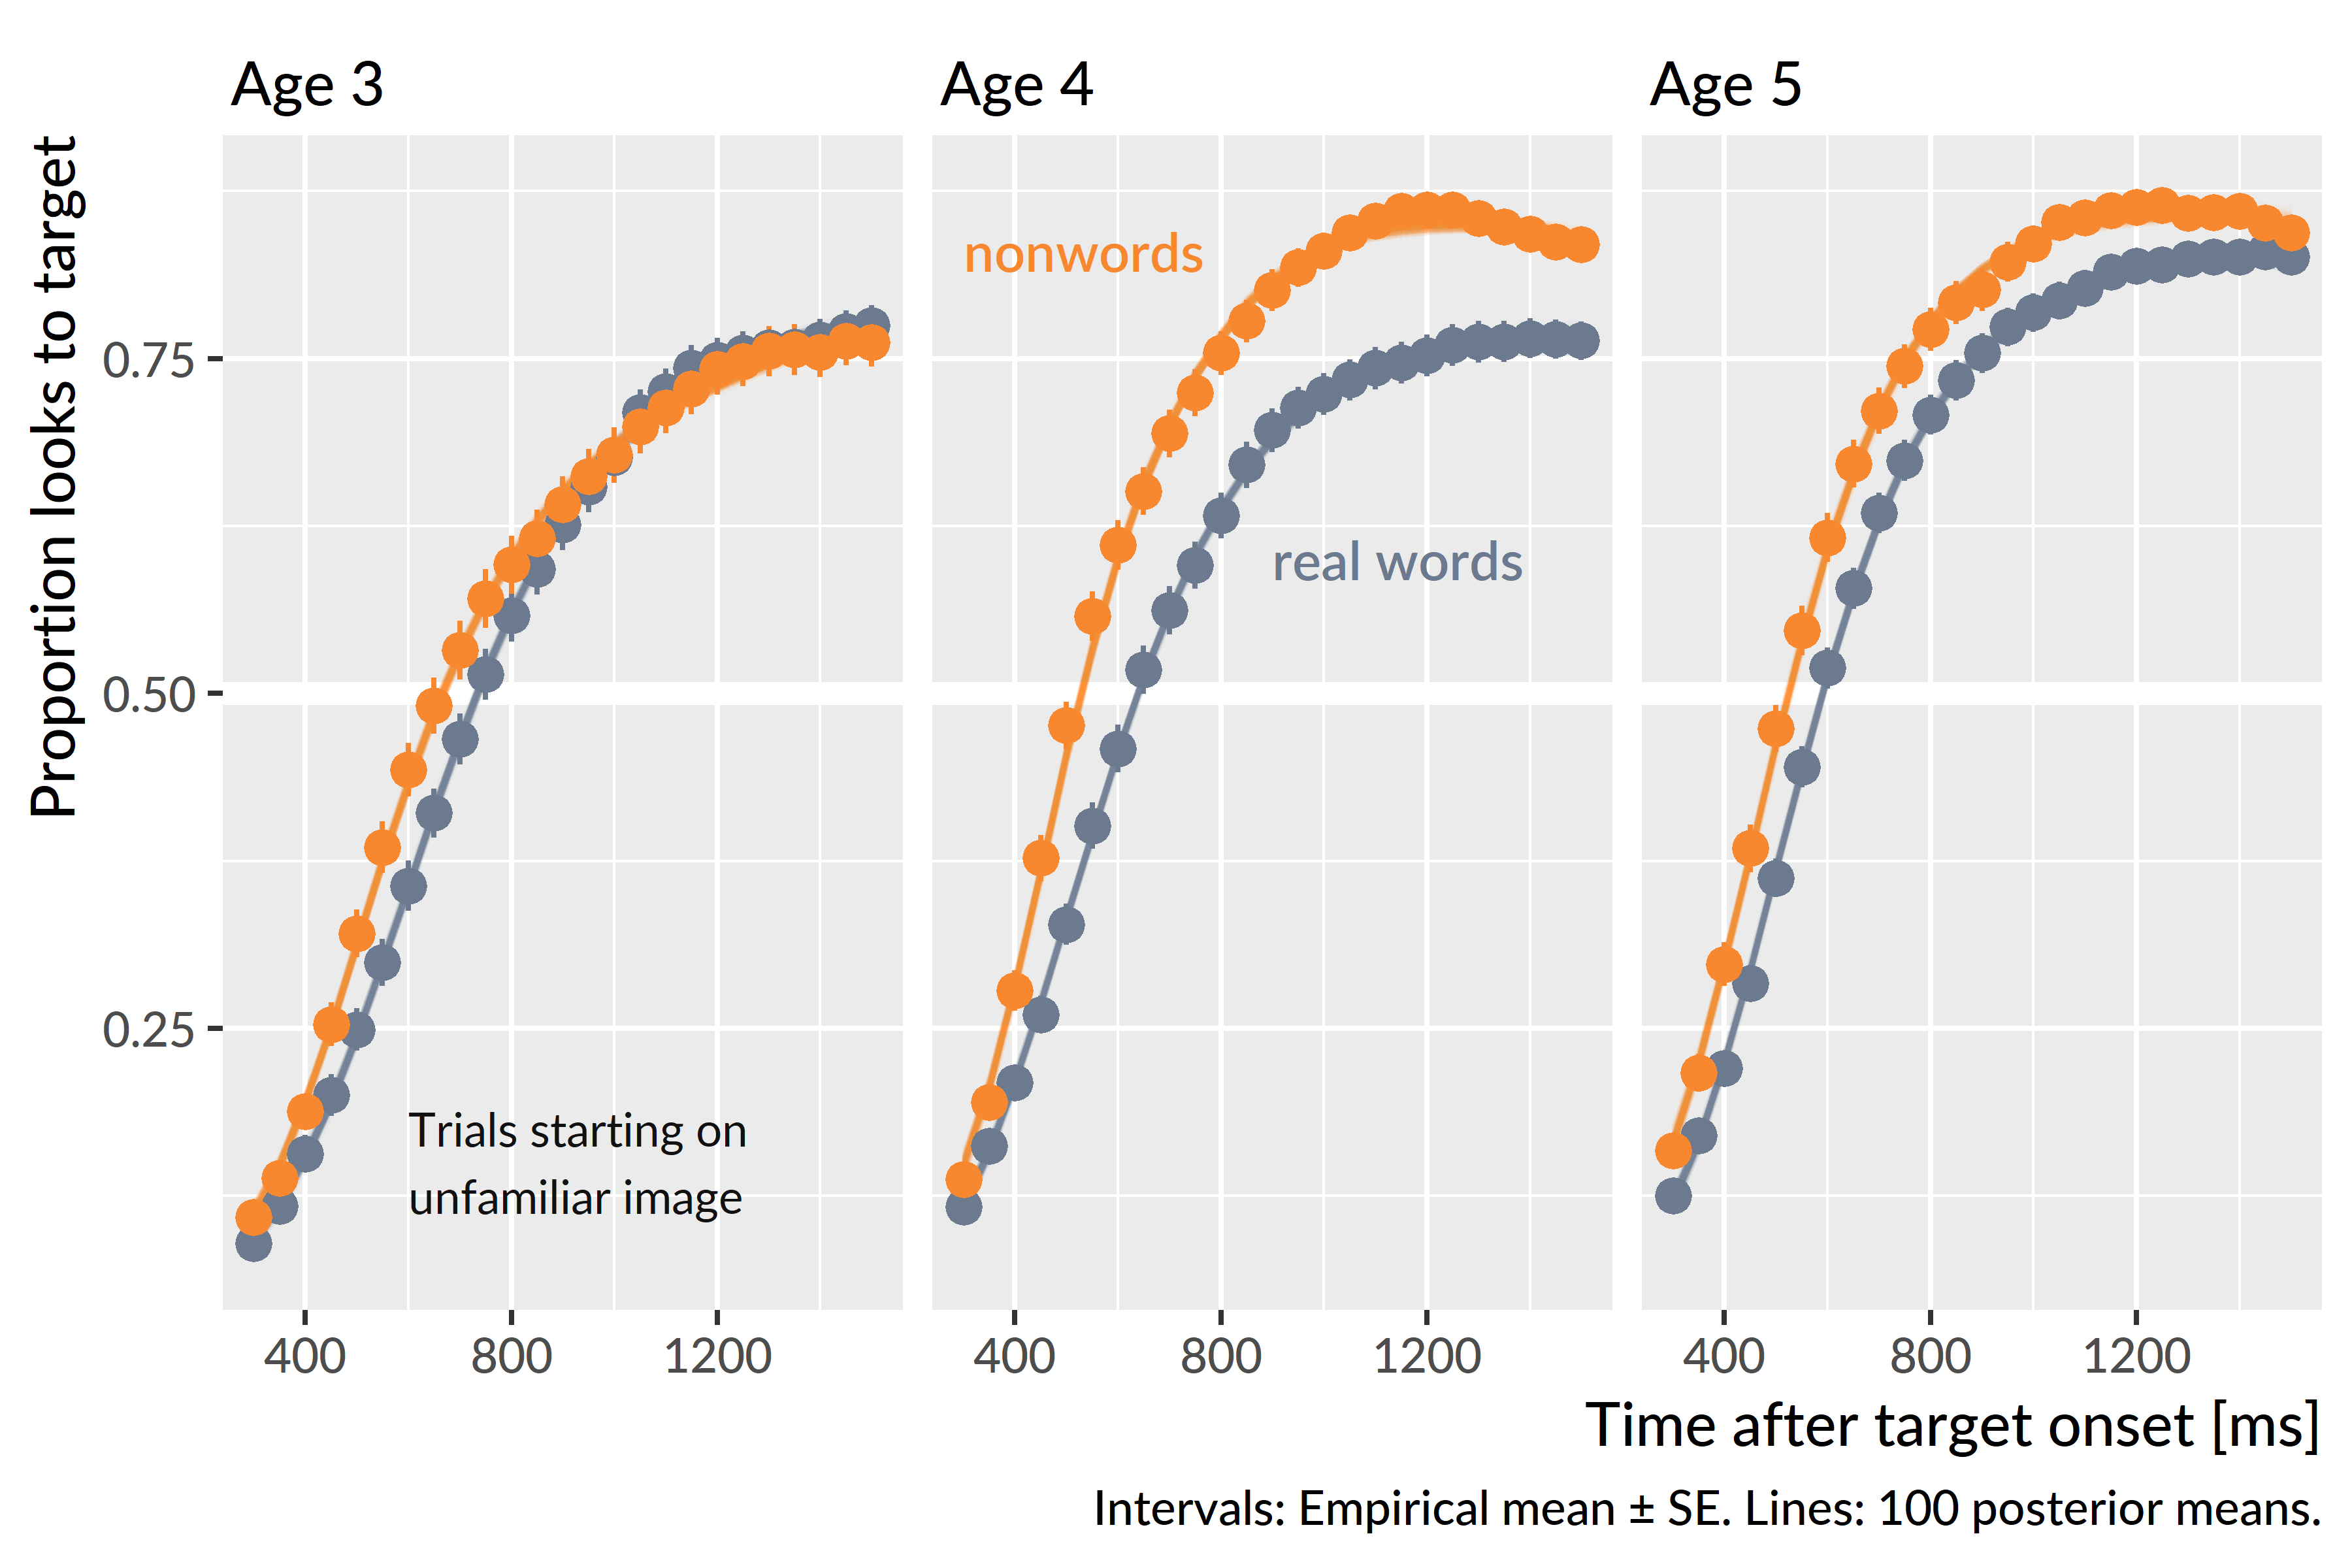 Age 3
Age 4
Age 5
Proportion looks to target
0.75
0.50
0.25
nonwords
real words
Trials starting on
unfamiliar image
400
800
1200
400
800
1200
400
800
1200
Time after target onset [ms]
Intervals: Empirical mean ± SE. Lines: 100 posterior means.